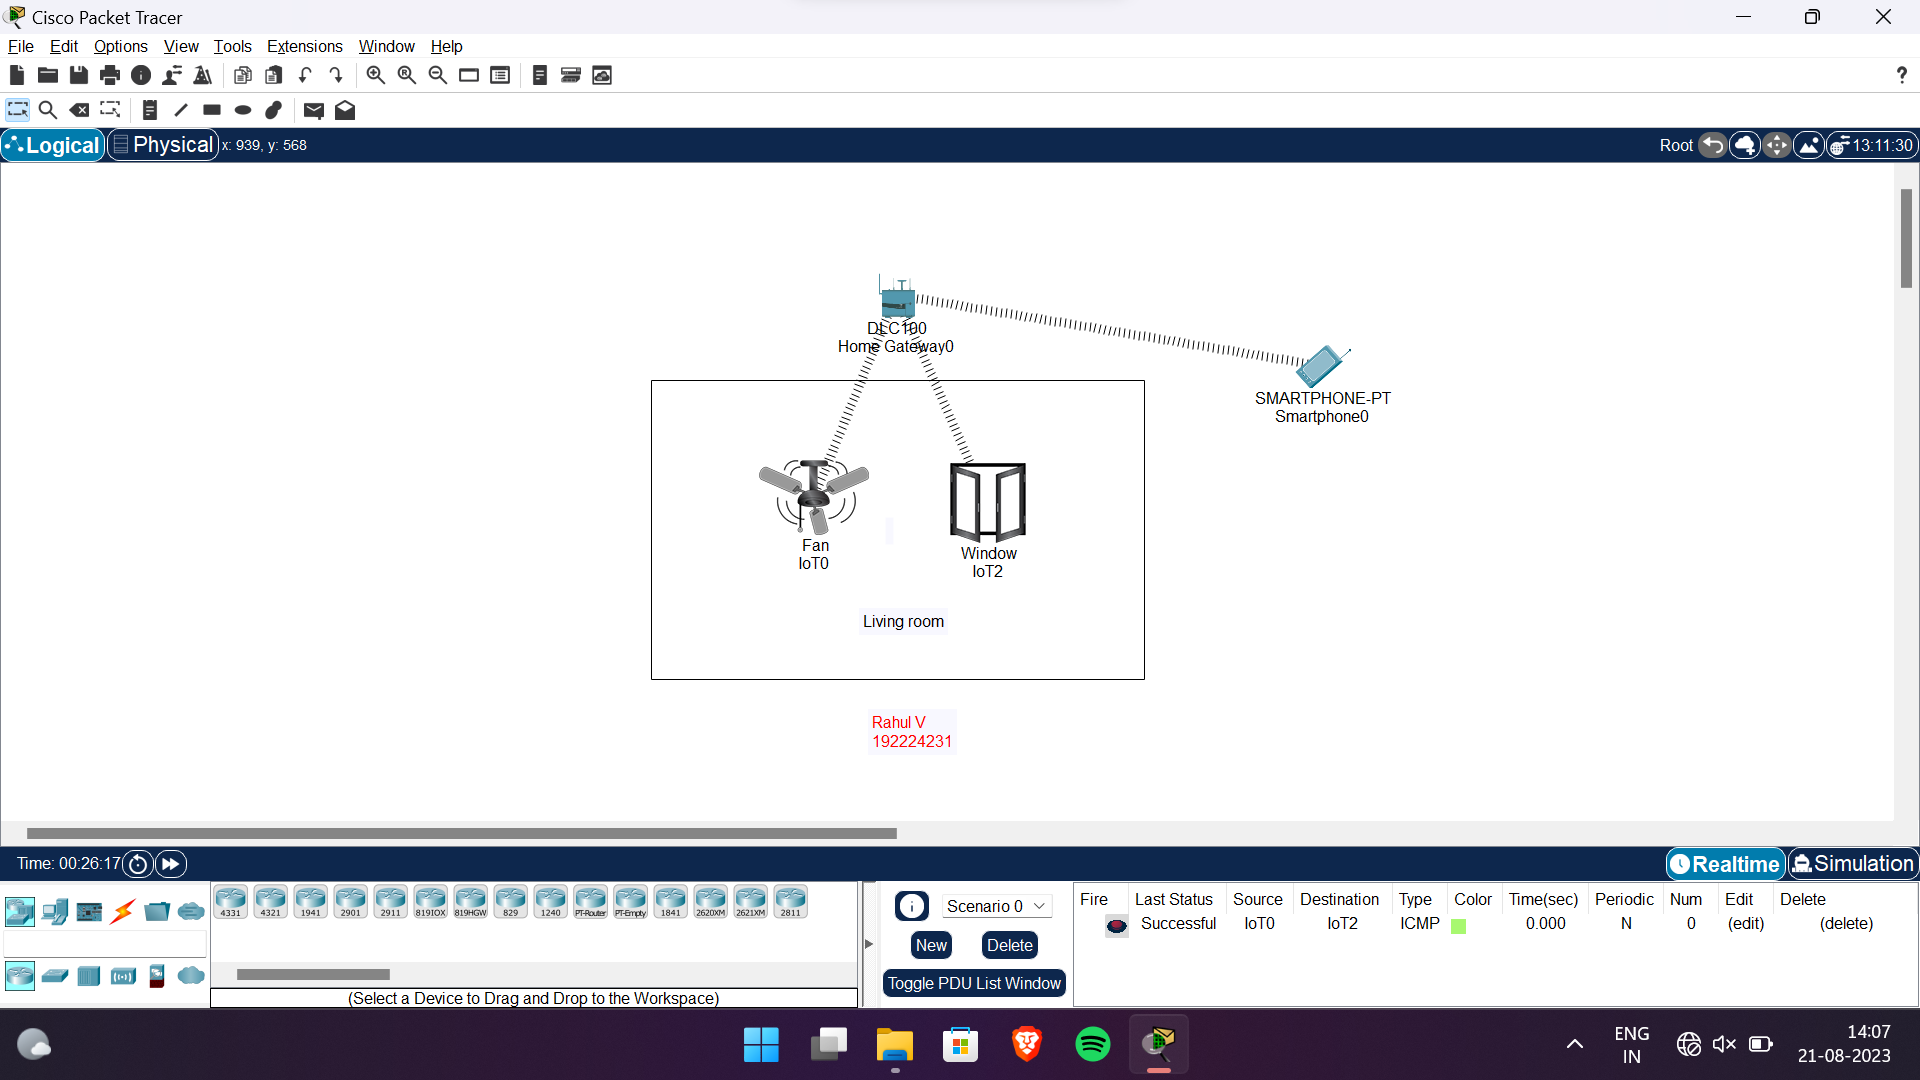 Cisco Packet Tracer
File Edit Options View Tools Extensions Window Help
?
Logical Physical x: 939, y: 568 Root 13:11:30
DLC100
Home Gateway0
SMARTPHONE-PT
Smartphone0
Fan
IoT0
Window
IoT2
Living room
Rahul V
192224231
Time: 00:26:17 Realtime Simulation
4331 4321 1941 2901 2911 819IOX 819HGW 829 1240 PT-Router PT-Empty 1841 2620XM 2621XM 2811
(Select a Device to Drag and Drop to the Workspace)
Scenario 0
New Delete
Toggle PDU List Window
Fire Last Status Source Destination Type Color Time(sec) Periodic Num Edit Delete
Successful IoT0 IoT2 ICMP 0.000 N 0 (edit) (delete)
ENG
IN
14:07
21-08-2023